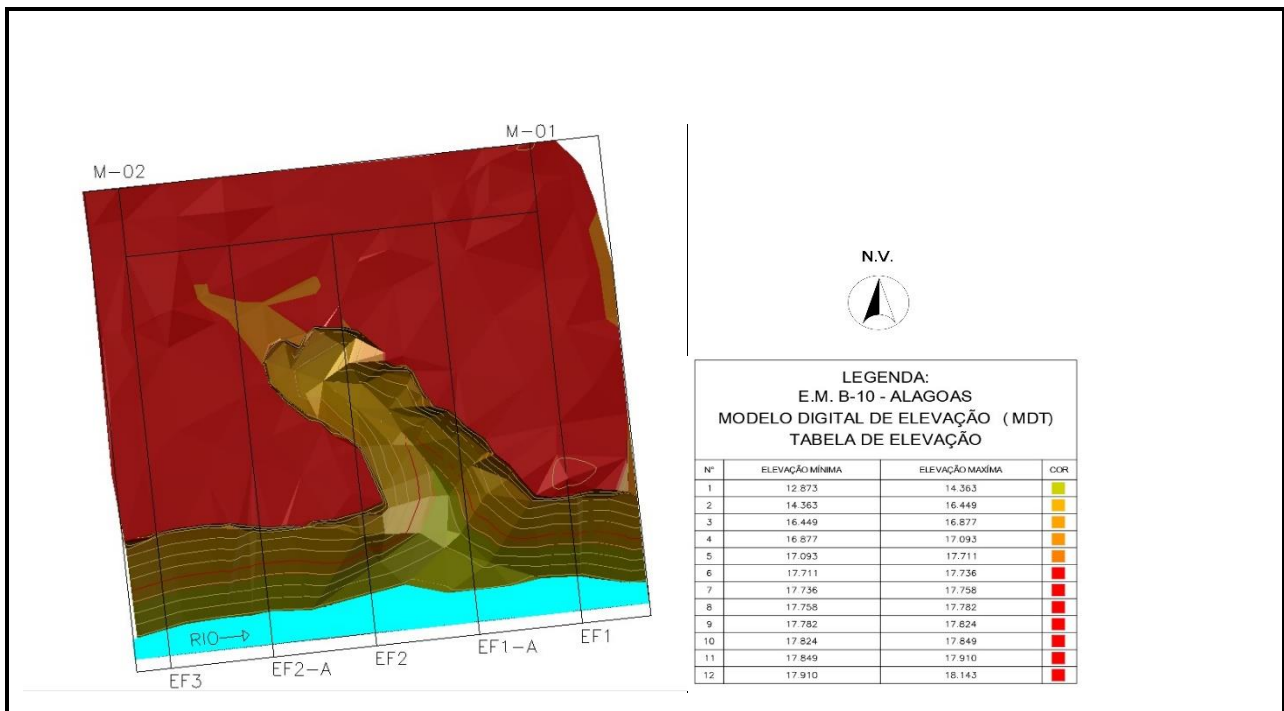 M-01
M-02
N.V.
RIO
EF3
EF2-A
EF2
EF1-A
EF1
LEGENDA:
E.M. B-10 - ALAGOAS
MODELO DIGITAL DE ELEVAÇÃO ( MDT)
TABELA DE ELEVAÇÃO
N° ELEVAÇÃO MÍNIMA ELEVAÇÃO MAXÍMA COR
1 12.873 14.363
2 14.363 16.449
3 16.449 16.877
4 16.877 17.093
5 17.093 17.711
6 17.711 17.736
7 17.736 17.758
8 17.758 17.782
9 17.782 17.824
10 17.824 17.849
11 17.849 17.910
12 17.910 18.143